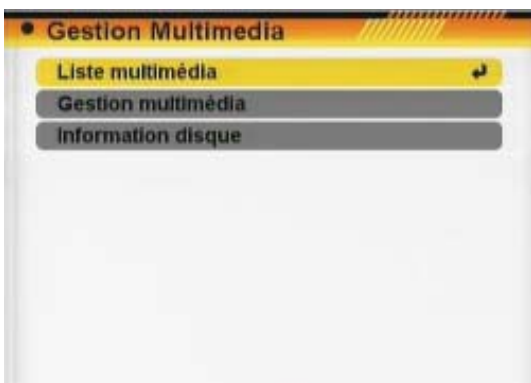 Gestion Multimedia
Liste multimédia
Gestion multimédia
Information disque